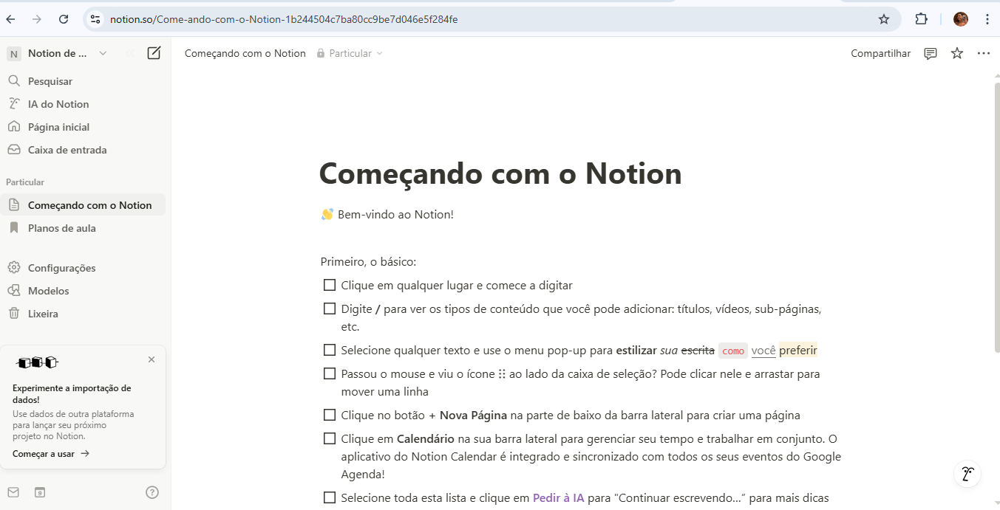 notion.so/Come-ando-com-o-Notion-1b244504c7ba80cc9be7d046e5f284fe
N Notion de ...
Começando com o Notion
Particular
Compartilhar
Pesquisar
IA do Notion
Página inicial
Caixa de entrada
Particular
Começando com o Notion
Planos de aula
Configurações
Modelos
Lixeira
Experimente a importação de
dados!
Use dados de outra plataforma
para lançar seu próximo
projeto no Notion.
Começar a usar →
9
?
Começando com o Notion
👋 Bem-vindo ao Notion!
Primeiro, o básico:
Clique em qualquer lugar e comece a digitar
Digite / para ver os tipos de conteúdo que você pode adicionar: títulos, vídeos, sub-páginas,
etc.
Selecione qualquer texto e use o menu pop-up para estilizar sua escrita como você preferir
Passou o mouse e viu o ícone ⠿ ao lado da caixa de seleção? Pode clicar nele e arrastar para
mover uma linha
Clique no botão + Nova Página na parte de baixo da barra lateral para criar uma página
Clique em Calendário na sua barra lateral para gerenciar seu tempo e trabalhar em conjunto. O
aplicativo do Notion Calendar é integrado e sincronizado com todos os seus eventos do Google
Agenda!
Selecione toda esta lista e clique em Pedir à IA para "Continuar escrevendo…” para mais dicas